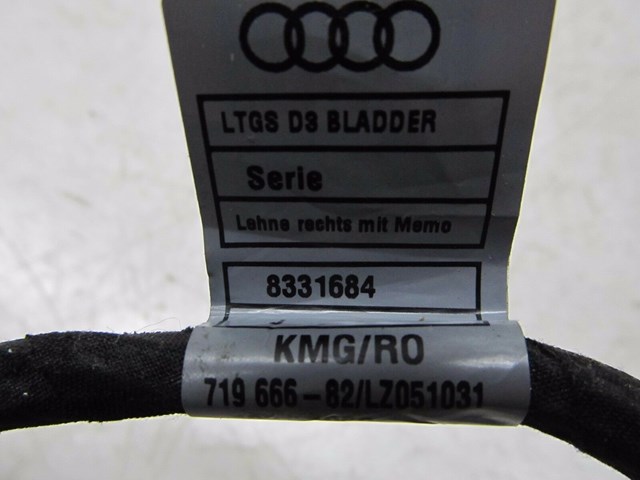 LTGS D3 BLADDER
Serie
Lehne rechts mit Memo
8331684
KMG/RO
719 666-82/LZ051031